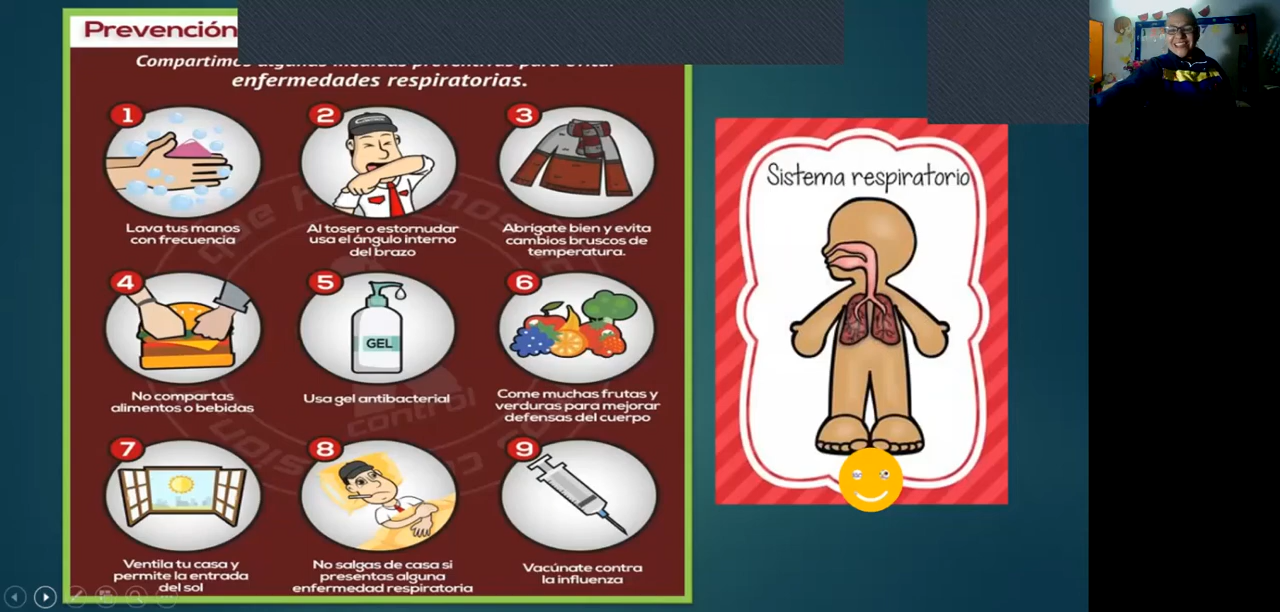 Prevención
enfermedades respiratorias.
1
Lava tus manos
con frecuencia
2
Al toser o estornudar
usa el ángulo interno
del brazo
3
Abrígate bien y evita
cambios bruscos de
temperatura.
4
No compartas
alimentos o bebidas
5
GEL
Usa gel antibacterial
6
Come muchas frutas y
verduras para mejorar
defensas del cuerpo
7
Ventila tu casa y
permite la entrada
del sol
8
No salgas de casa si
presentas alguna
enfermedad respiratoria
9
Vacúnate contra
la influenza
Sistema respiratorio